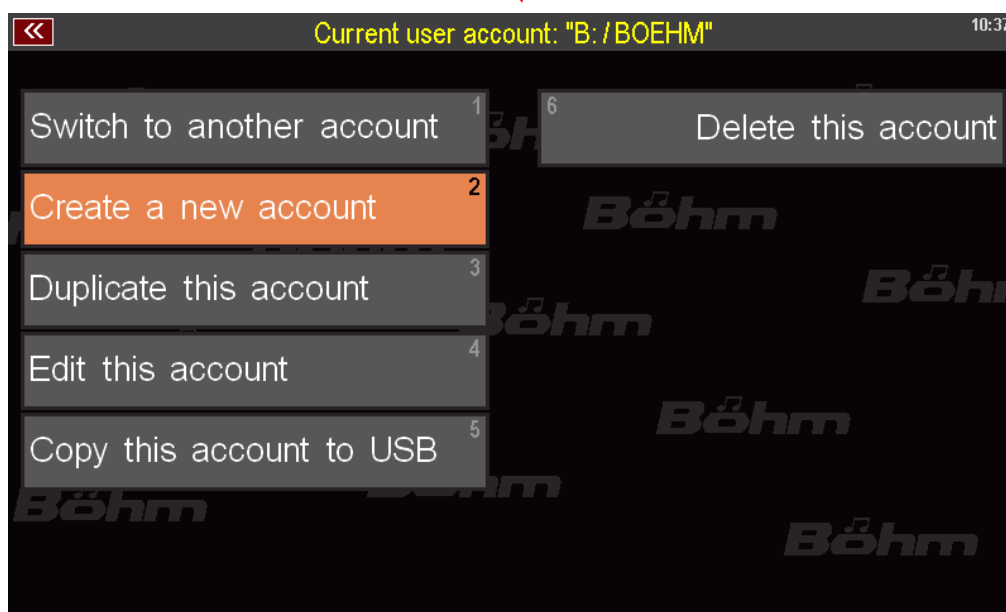 Current user account: "B: / BOEHM"
10:37
Switch to another account
1
6
Delete this account
Create a new account
2
Böhm
Duplicate this account
3
Böhm
Edit this account
4
Böhm
Copy this account to USB
5
Böhm
Böhm